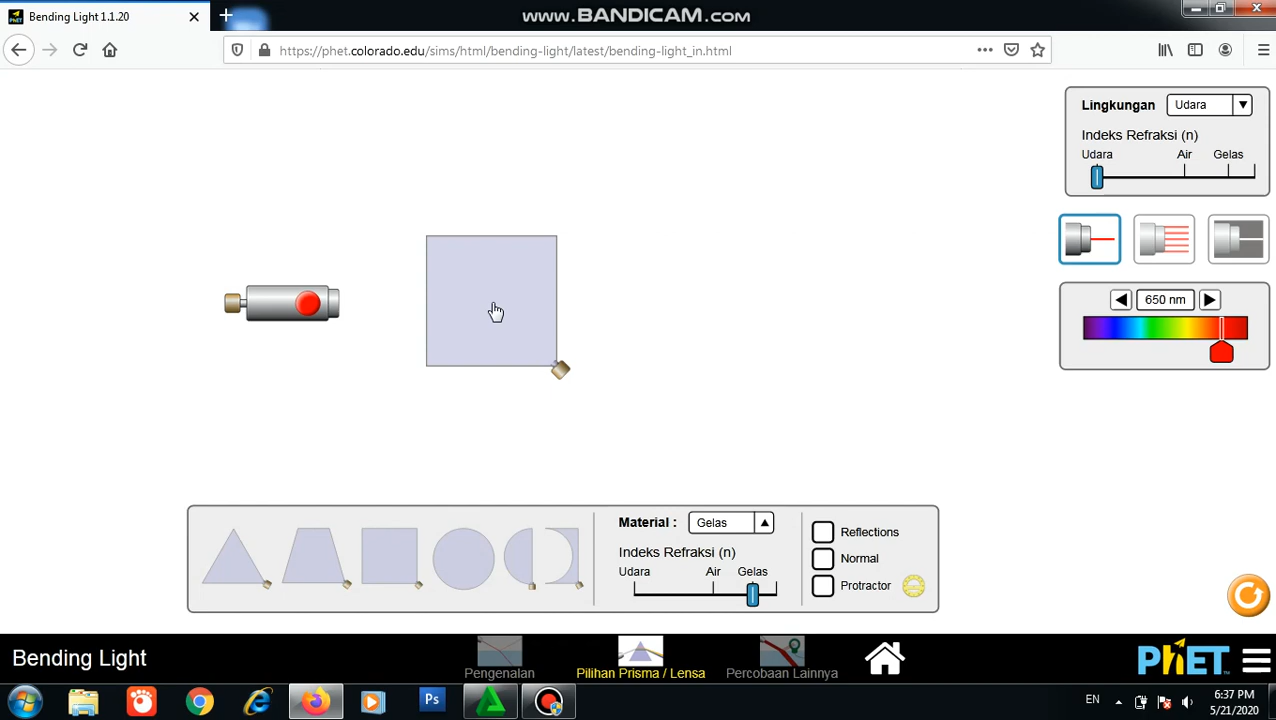 Bending Light 1.1.20
www.BANDICAM.com
https://phet.colorado.edu/sims/html/bending-light/latest/bending-light_in.html
Lingkungan Udara
Indeks Refraksi (n)
Udara Air Gelas
650 nm
Material : Gelas
Indeks Refraksi (n)
Udara Air Gelas
Reflections
Normal
Protractor
Bending Light
Pengenalan
Pilihan Prisma / Lensa
Percobaan Lainnya
PhET
Ps
EN
6:37 PM
5/21/2020